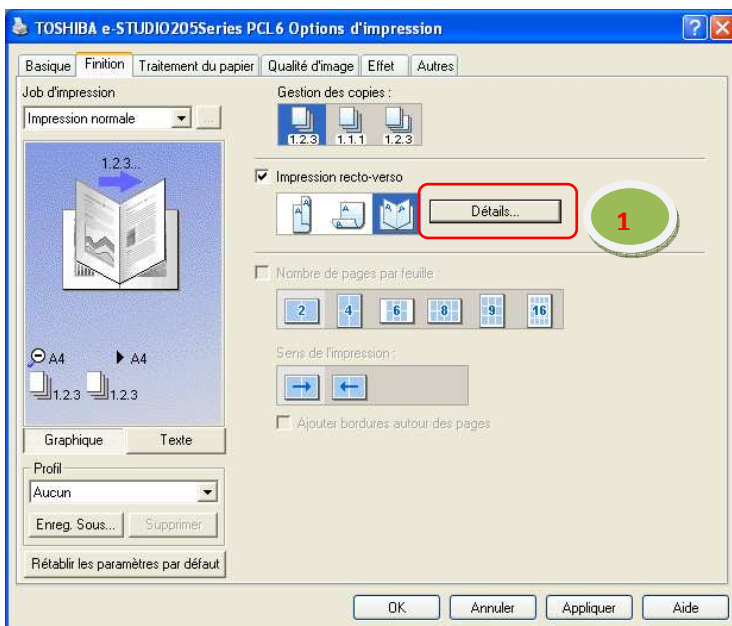 TOSHIBA e-STUDIO205Series PCL6 Options d'impression
Basique Finition Traitement du papier Qualité d'image Effet Autres
Job d'impression
Impression normale
...
1.2.3...
A4 A4
1.2.3 1.2.3
Graphique Texte
Profil
Aucun
Enreg. Sous... Supprimer
Rétablir les paramètres par défaut
Gestion des copies :
1.2.3 1.1.1 1.2.3
Impression recto-verso
A A A A
Détails...
1
Nombre de pages par feuille :
2 4 6 8 9 16
Sens de l'impression :
Ajouter bordures autour des pages
OK Annuler Appliquer Aide